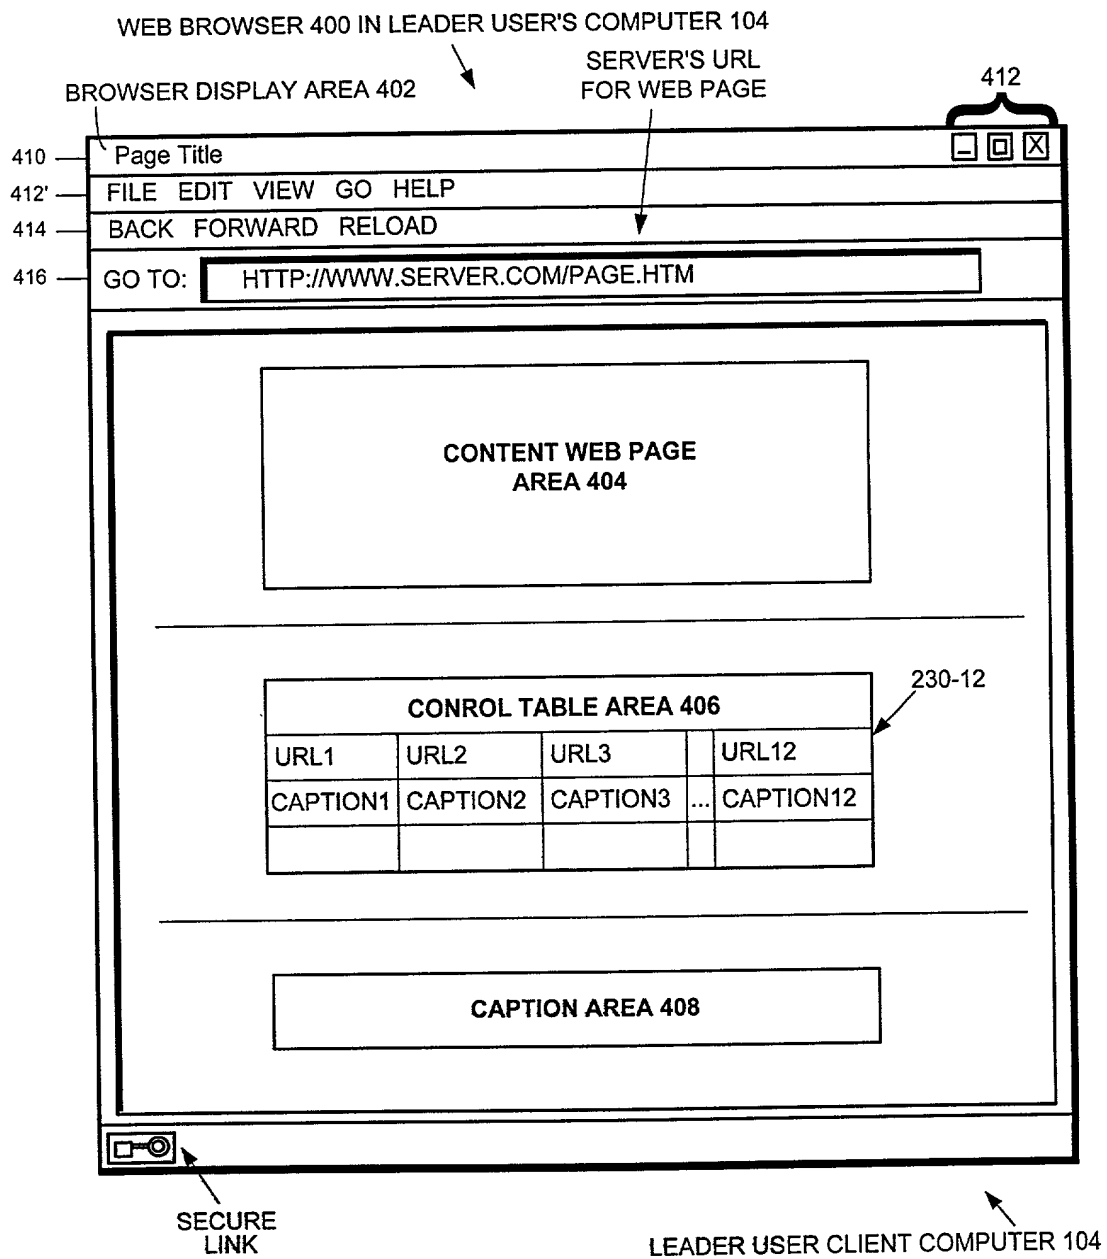 WEB BROWSER 400 IN LEADER USER'S COMPUTER 104
SERVER'S URL
FOR WEB PAGE
412
BROWSER DISPLAY AREA 402
410
Page Title
X
412'
FILE EDIT VIEW GO HELP
414
BACK FORWARD RELOAD
416
GO TO:
HTTP://WWW.SERVER.COM/PAGE.HTM
CONTENT WEB PAGE
AREA 404
230-12
CONROL TABLE AREA 406
URL1 URL2 URL3 URL12
CAPTION1 CAPTION2 CAPTION3 ... CAPTION12
CAPTION AREA 408
SECURE
LINK
LEADER USER CLIENT COMPUTER 104